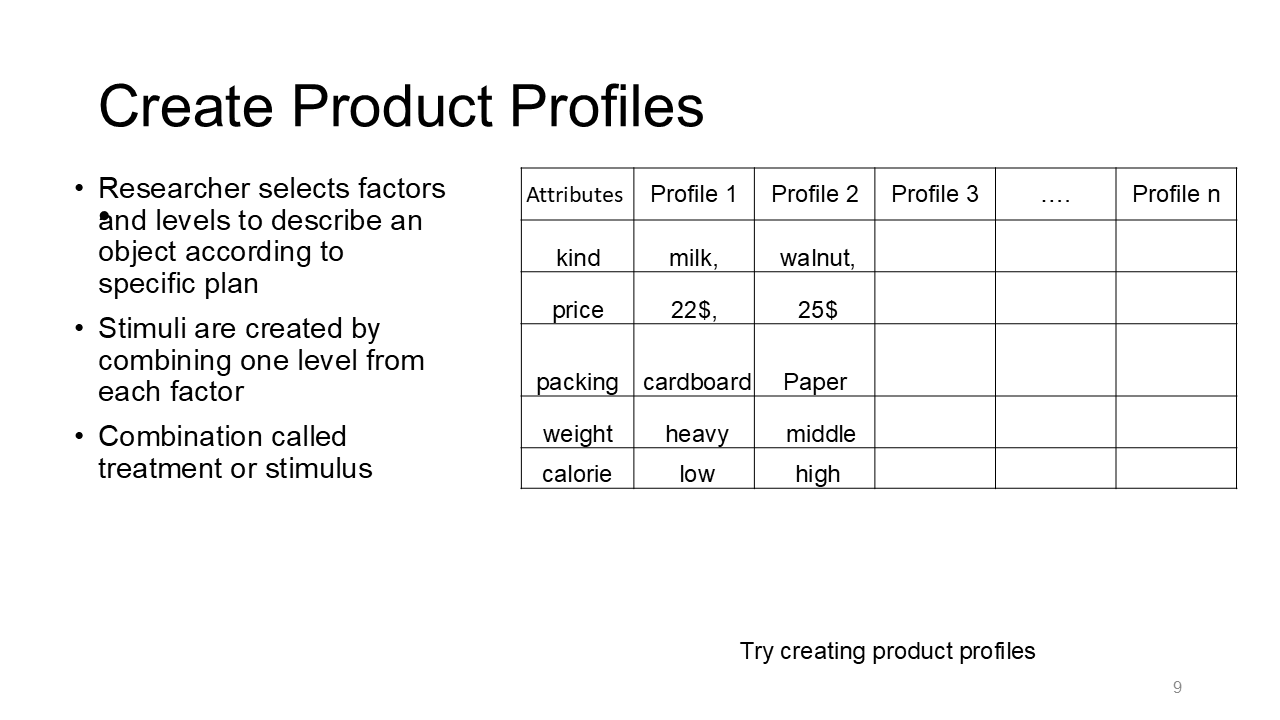 Create Product Profiles
• Researcher selects factors
and levels to describe an
object according to
specific plan
• Stimuli are created by
combining one level from
each factor
• Combination called
treatment or stimulus
•
Attributes Profile 1 Profile 2 Profile 3 …. Profile n
kind milk, walnut,
price 22$, 25$
packing cardboard Paper
weight heavy middle
calorie low high
Try creating product profiles
9